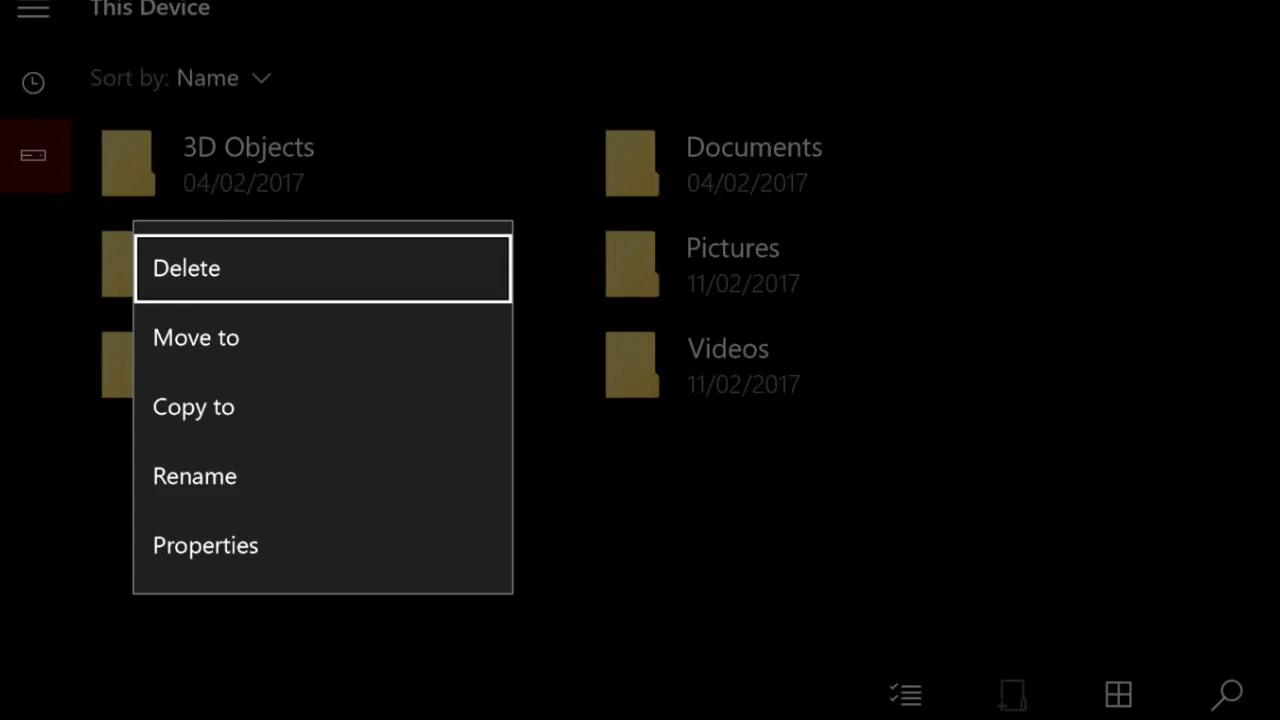 This Device
Sort by: Name
3D Objects
04/02/2017
Documents
04/02/2017
Delete
Move to
Copy to
Rename
Properties
Pictures
11/02/2017
Videos
11/02/2017